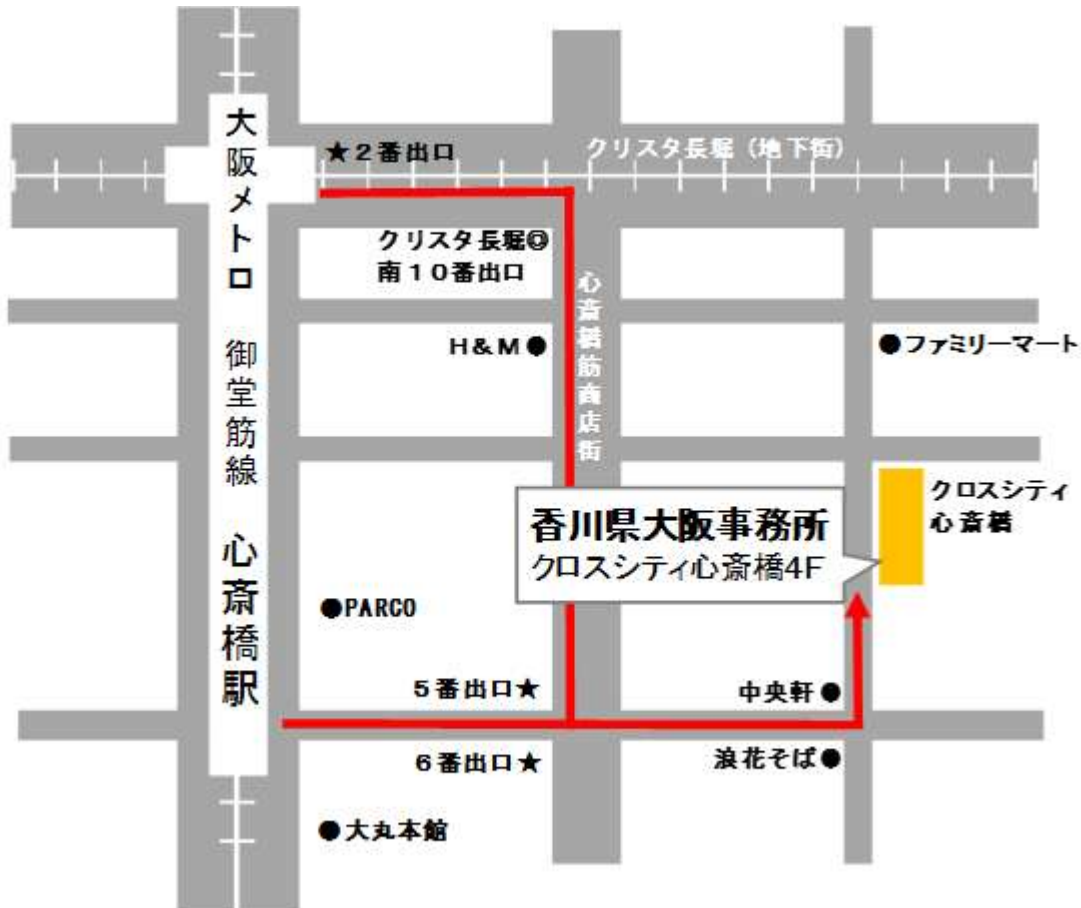 大阪メトロ 御堂筋線 心斎橋駅
★2番出口
クリスタ長堀（地下街）
クリスタ長堀◎
南10番出口
心斎橋筋商店街
H&M●
●ファミリーマート
クロスシティ
心斎橋
香川県大阪事務所
クロスシティ心斎橋4F
●PARCO
5番出口★
中央軒●
6番出口★
浪花そば●
●大丸本館